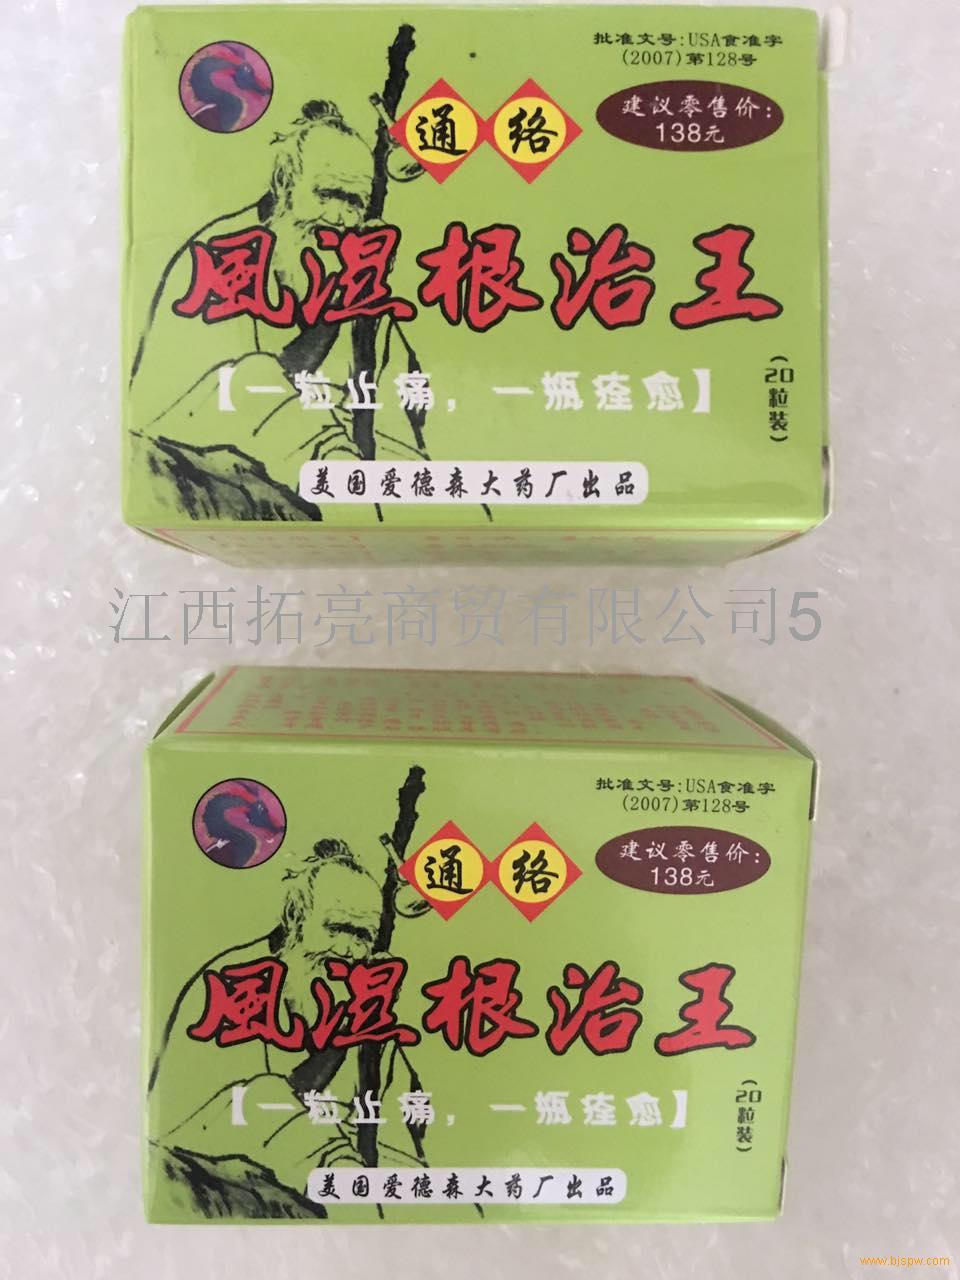 批准文号:USA食准字
(2007)第128号
建议零售价:
138元
通络
風湿根治王
【一粒止痛，一瓶痊愈】
(20粒装)
美国爱德森大药厂出品
江西拓亮商贸有限公司5
批准文号:USA食准字
(2007)第128号
建议零售价:
138元
通络
風湿根治王
【一粒止痛，一瓶痊愈】
(20粒装)
美国爱德森大药厂出品
www.bjspw.com